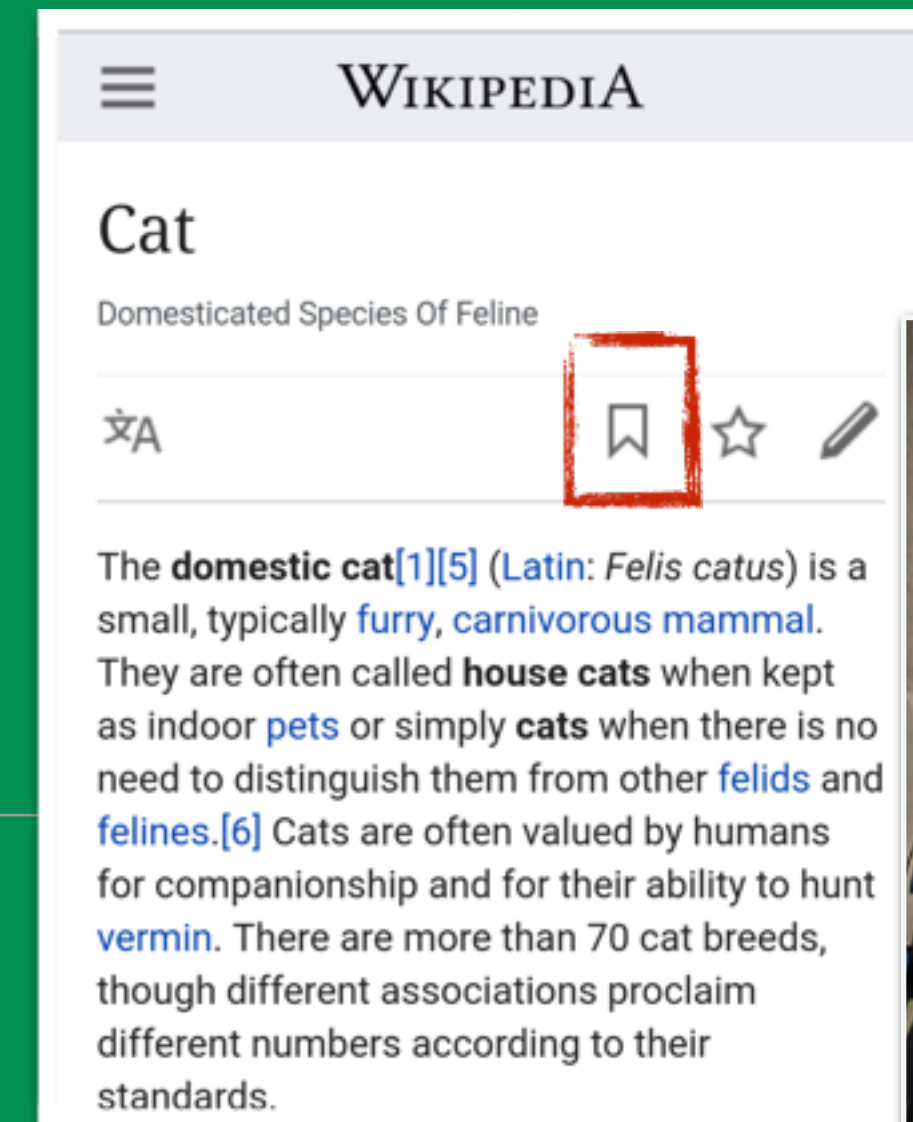 WIKIPEDIA
Cat
Domesticated Species Of Feline
文A
The domestic cat[1][5] (Latin: Felis catus) is a
small, typically furry, carnivorous mammal.
They are often called house cats when kept
as indoor pets or simply cats when there is no
need to distinguish them from other felids and
felines.[6] Cats are often valued by humans
for companionship and for their ability to hunt
vermin. There are more than 70 cat breeds,
though different associations proclaim
different numbers according to their
standards.